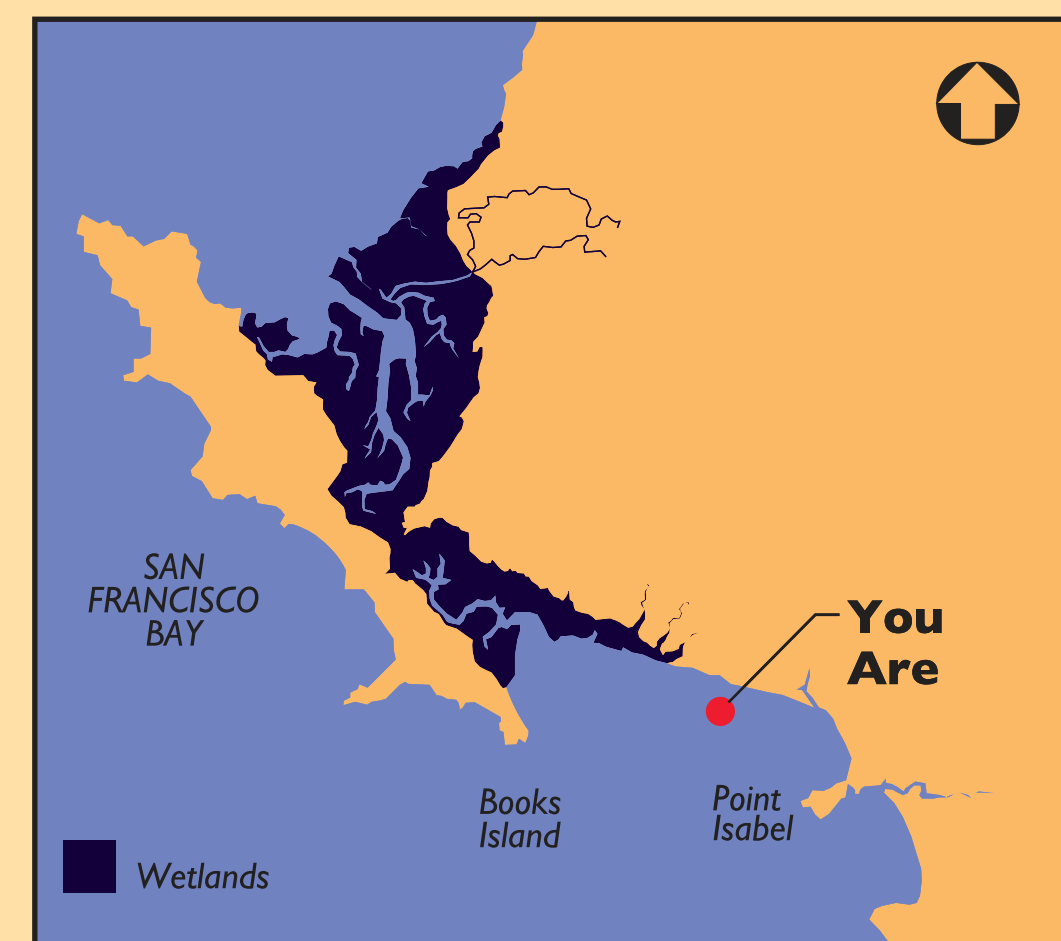 SAN
FRANCISCO
BAY
You
Are
Books
Island
Point
Isabel
Wetlands